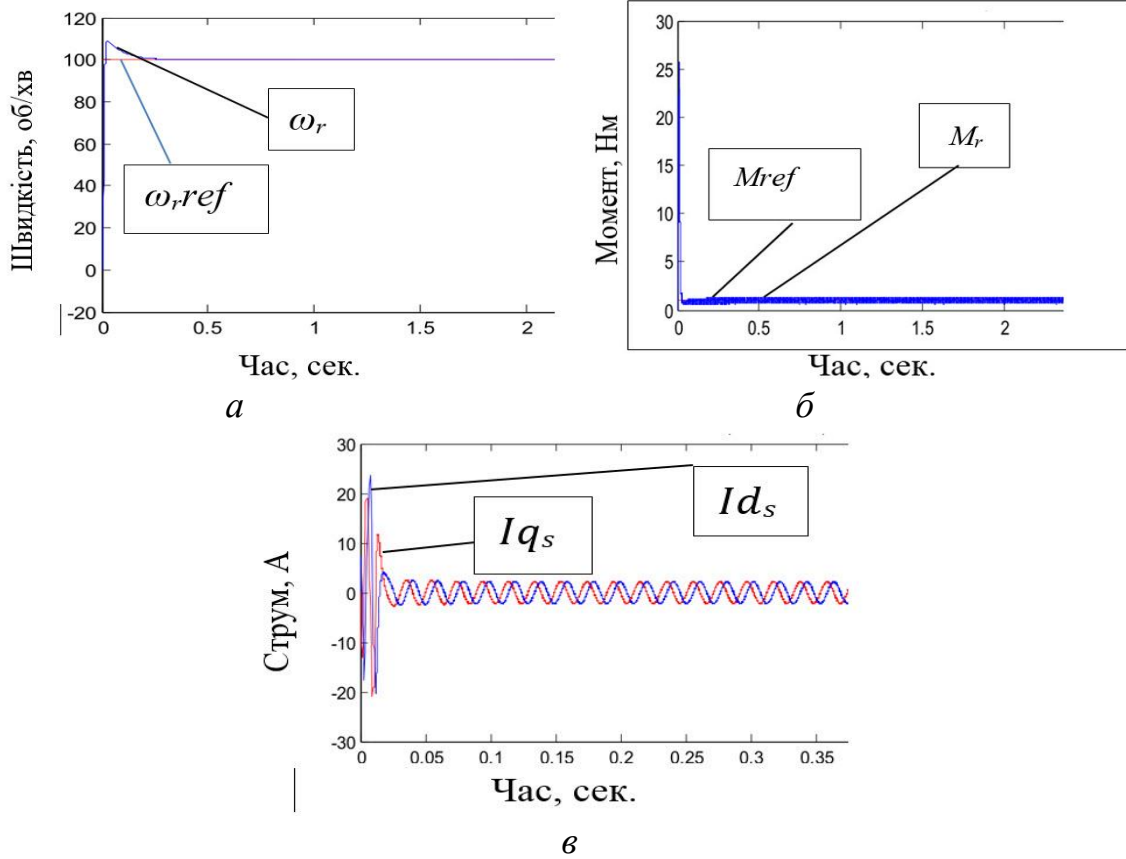 120
100
80
60
40
20
0
-20
Швидкість, об/хв
ωr
ωrref
0 0.5 1 1.5 2
Час, сек.
а
30
25
20
15
10
5
0
Момент, Нм
Mref
Mr
0 0.5 1 1.5 2
Час, сек.
б
30
20
10
0
-10
-20
-30
Струм, А
Iqs
Ids
0 0.05 0.1 0.15 0.2 0.25 0.3 0.35
Час, сек.
в